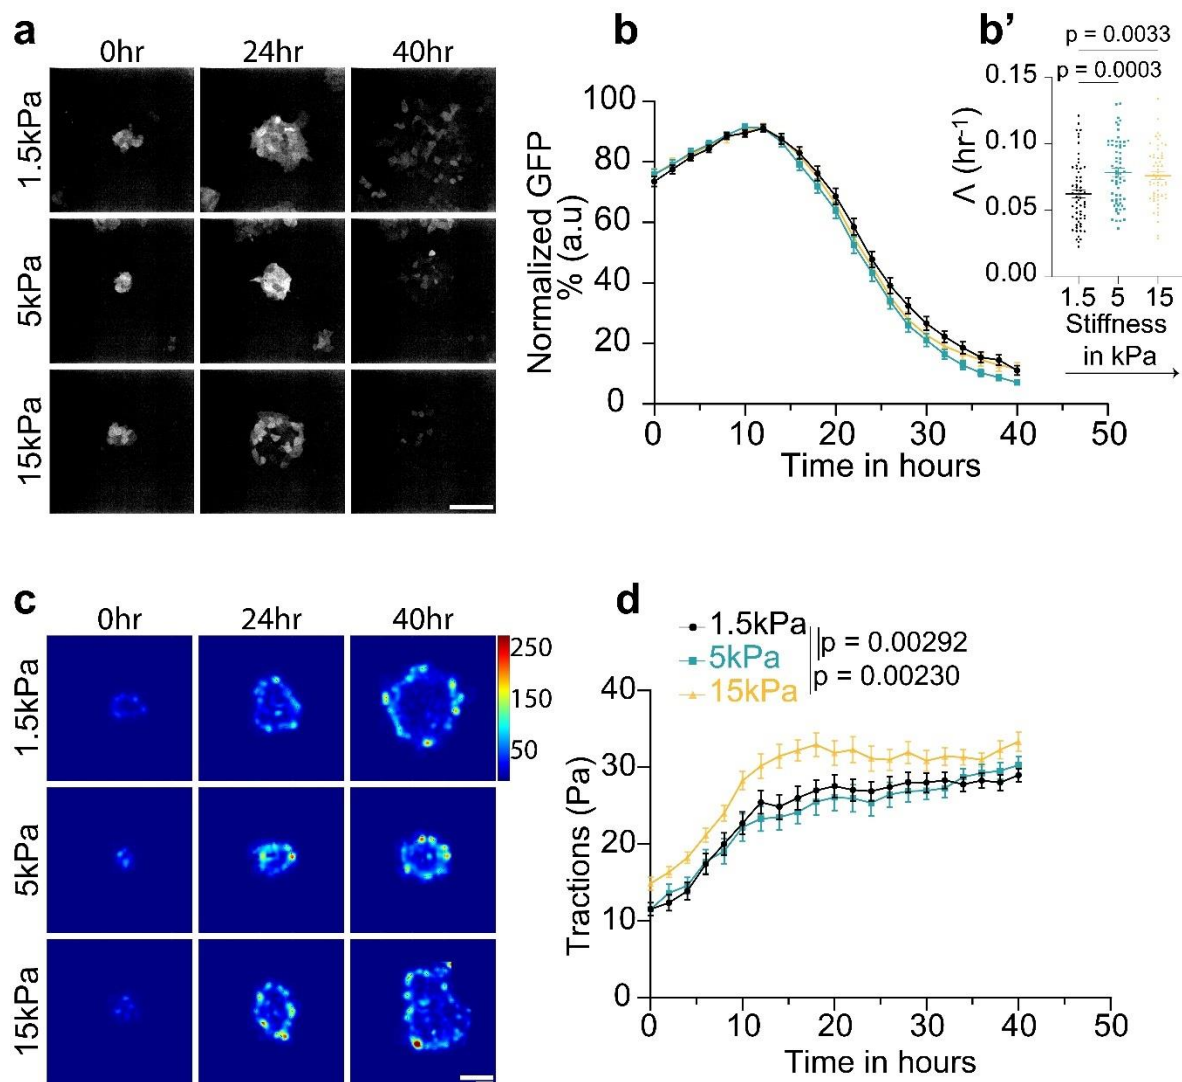 a
0hr 24hr 40hr
1.5kPa
5kPa
15kPa
b
Normalized GFP
% (a.u)
100
80
60
40
20
0
0 10 20 30 40 50
Time in hours
b’
p = 0.0033
p = 0.0003
Λ (hr-1)
0.15
0.10
0.05
0.00
1.5 5 15
Stiffness
in kPa
c
0hr 24hr 40hr
1.5kPa
5kPa
15kPa
250
150
50
d
1.5kPa
5kPa
15kPa
p = 0.00292
p = 0.00230
Tractions (Pa)
40
30
20
10
0
0 10 20 30 40 50
Time in hours